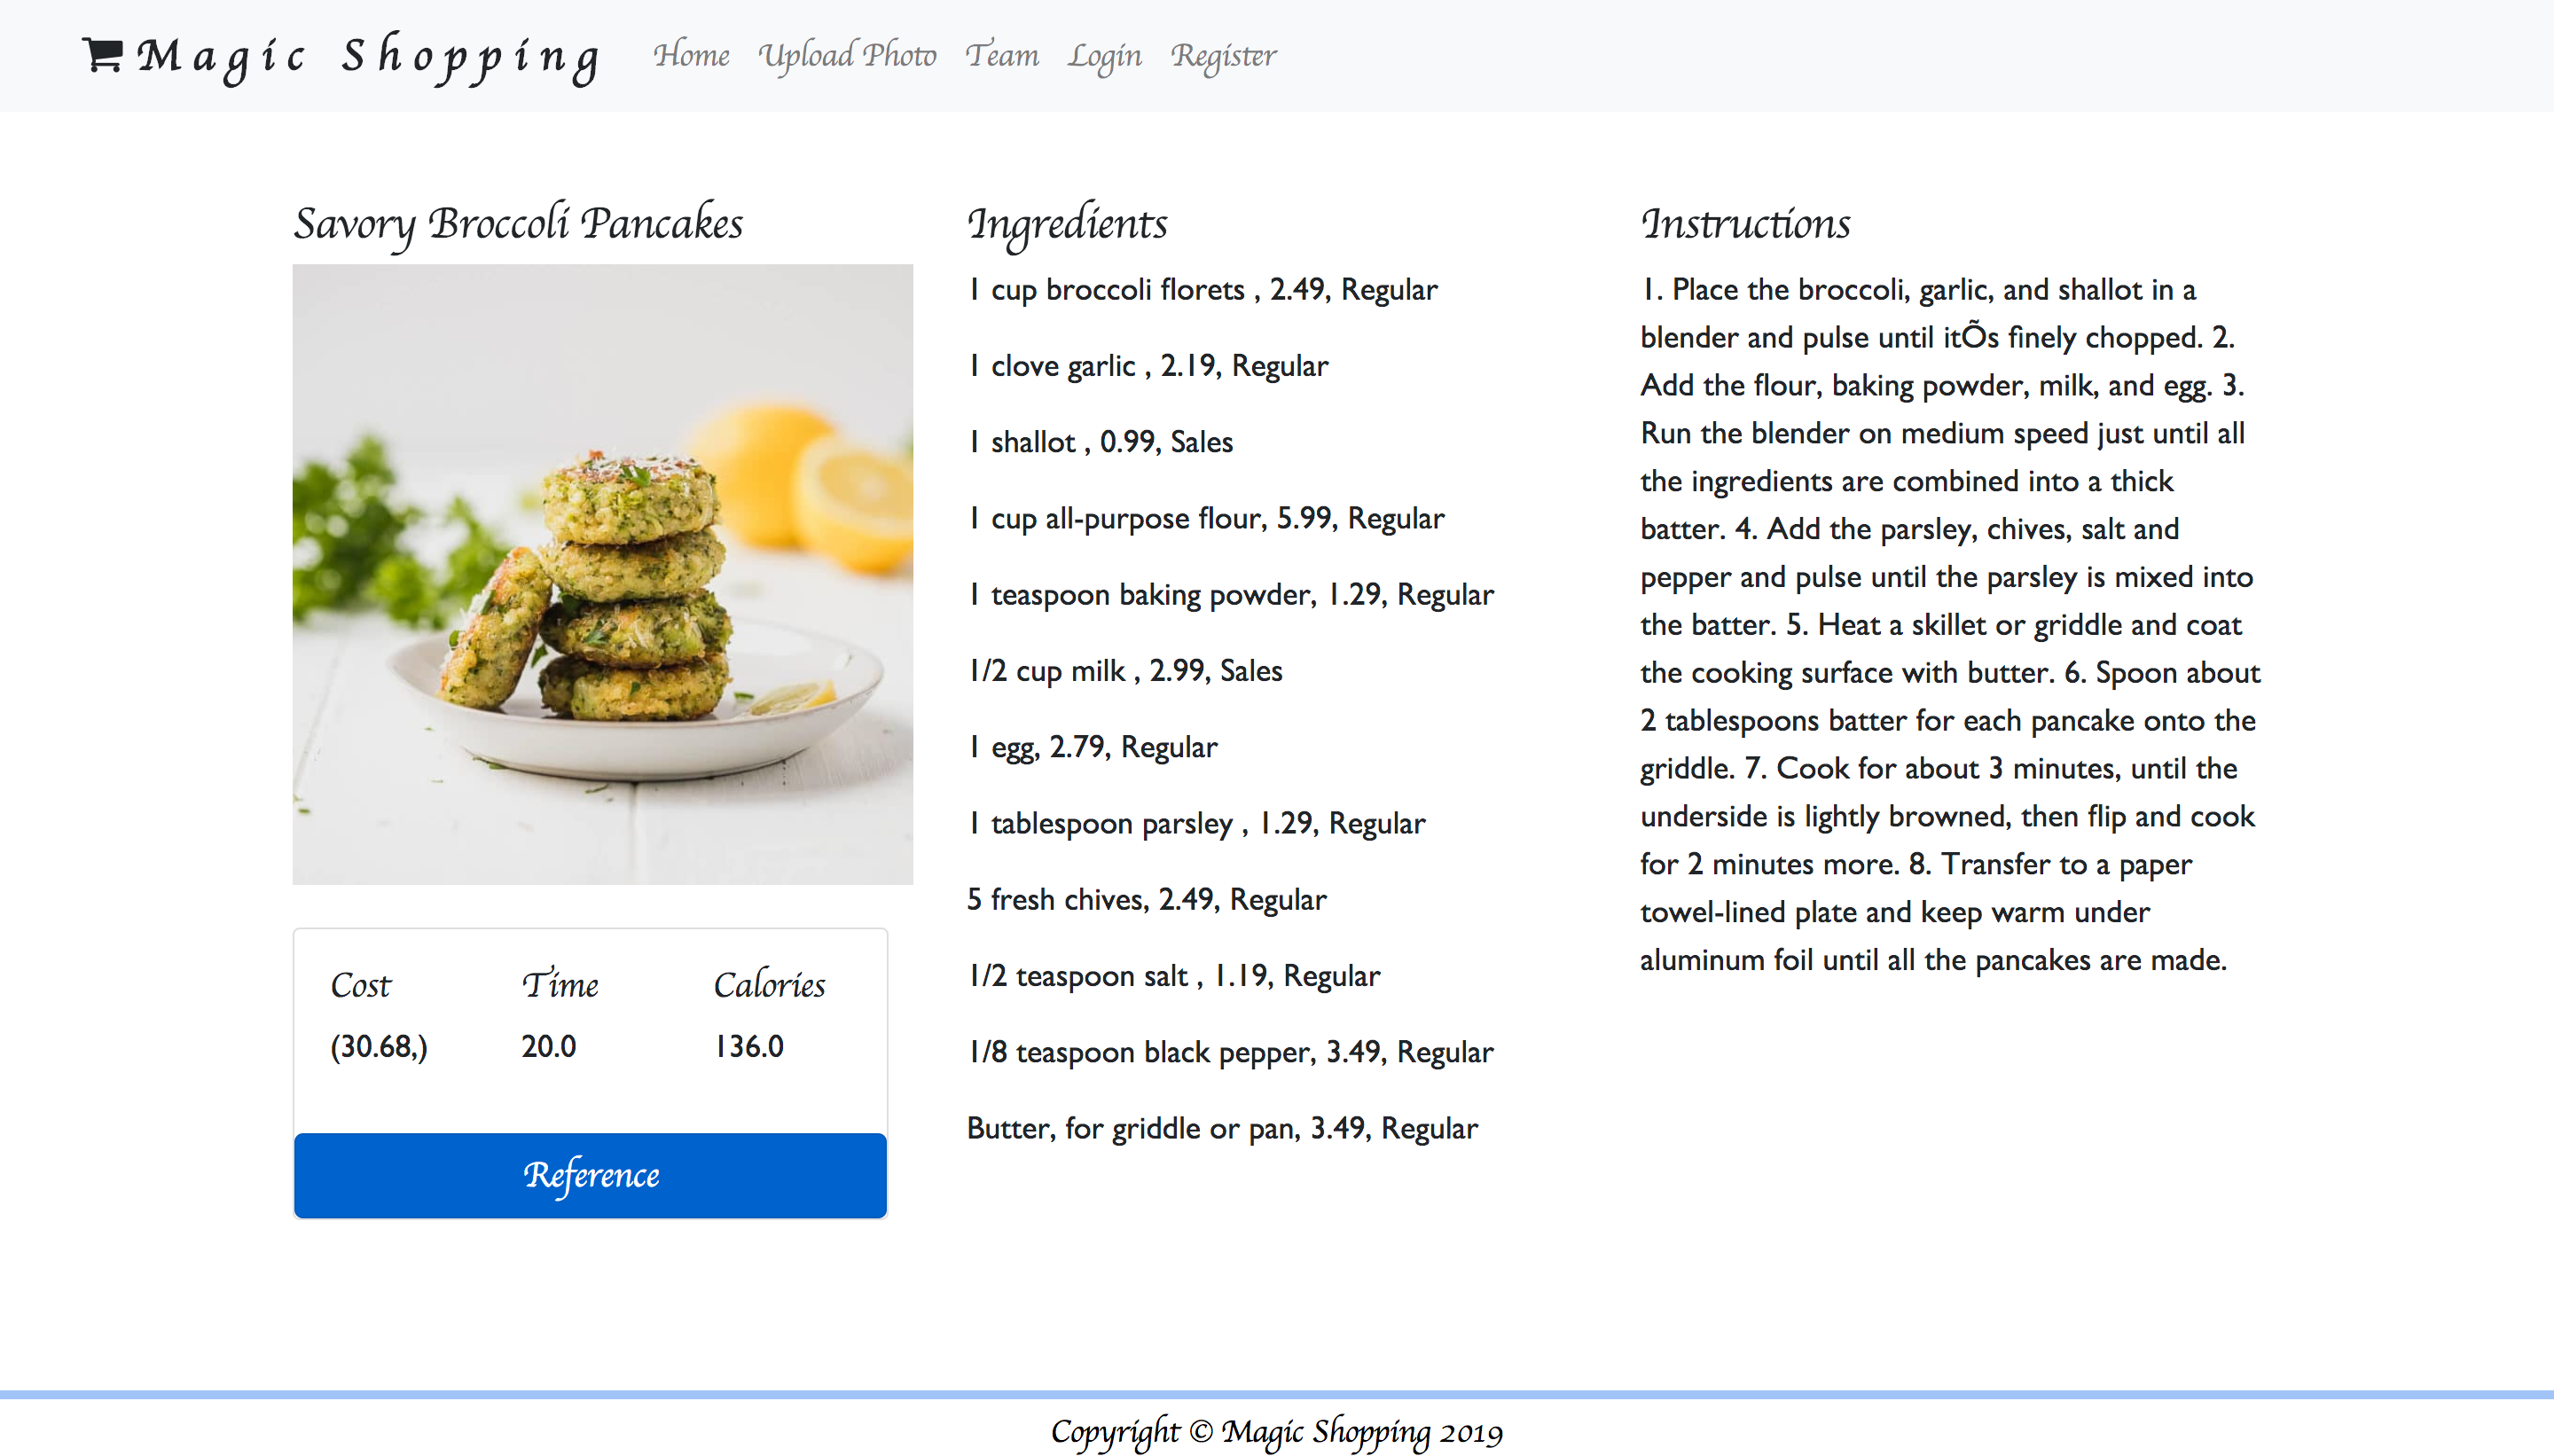 Magic Shopping Home Upload Photo Team Login Register
Savory Broccoli Pancakes
Cost Time Calories
(30.68,) 20.0 136.0
Reference
Ingredients
1 cup broccoli florets , 2.49, Regular
1 clove garlic , 2.19, Regular
1 shallot , 0.99, Sales
1 cup all-purpose flour, 5.99, Regular
1 teaspoon baking powder, 1.29, Regular
1/2 cup milk , 2.99, Sales
1 egg, 2.79, Regular
1 tablespoon parsley , 1.29, Regular
5 fresh chives, 2.49, Regular
1/2 teaspoon salt , 1.19, Regular
1/8 teaspoon black pepper, 3.49, Regular
Butter, for griddle or pan, 3.49, Regular
Instructions
1. Place the broccoli, garlic, and shallot in a
blender and pulse until itÕs finely chopped. 2.
Add the flour, baking powder, milk, and egg. 3.
Run the blender on medium speed just until all
the ingredients are combined into a thick
batter. 4. Add the parsley, chives, salt and
pepper and pulse until the parsley is mixed into
the batter. 5. Heat a skillet or griddle and coat
the cooking surface with butter. 6. Spoon about
2 tablespoons batter for each pancake onto the
griddle. 7. Cook for about 3 minutes, until the
underside is lightly browned, then flip and cook
for 2 minutes more. 8. Transfer to a paper
towel-lined plate and keep warm under
aluminum foil until all the pancakes are made.
Copyright © Magic Shopping 2019